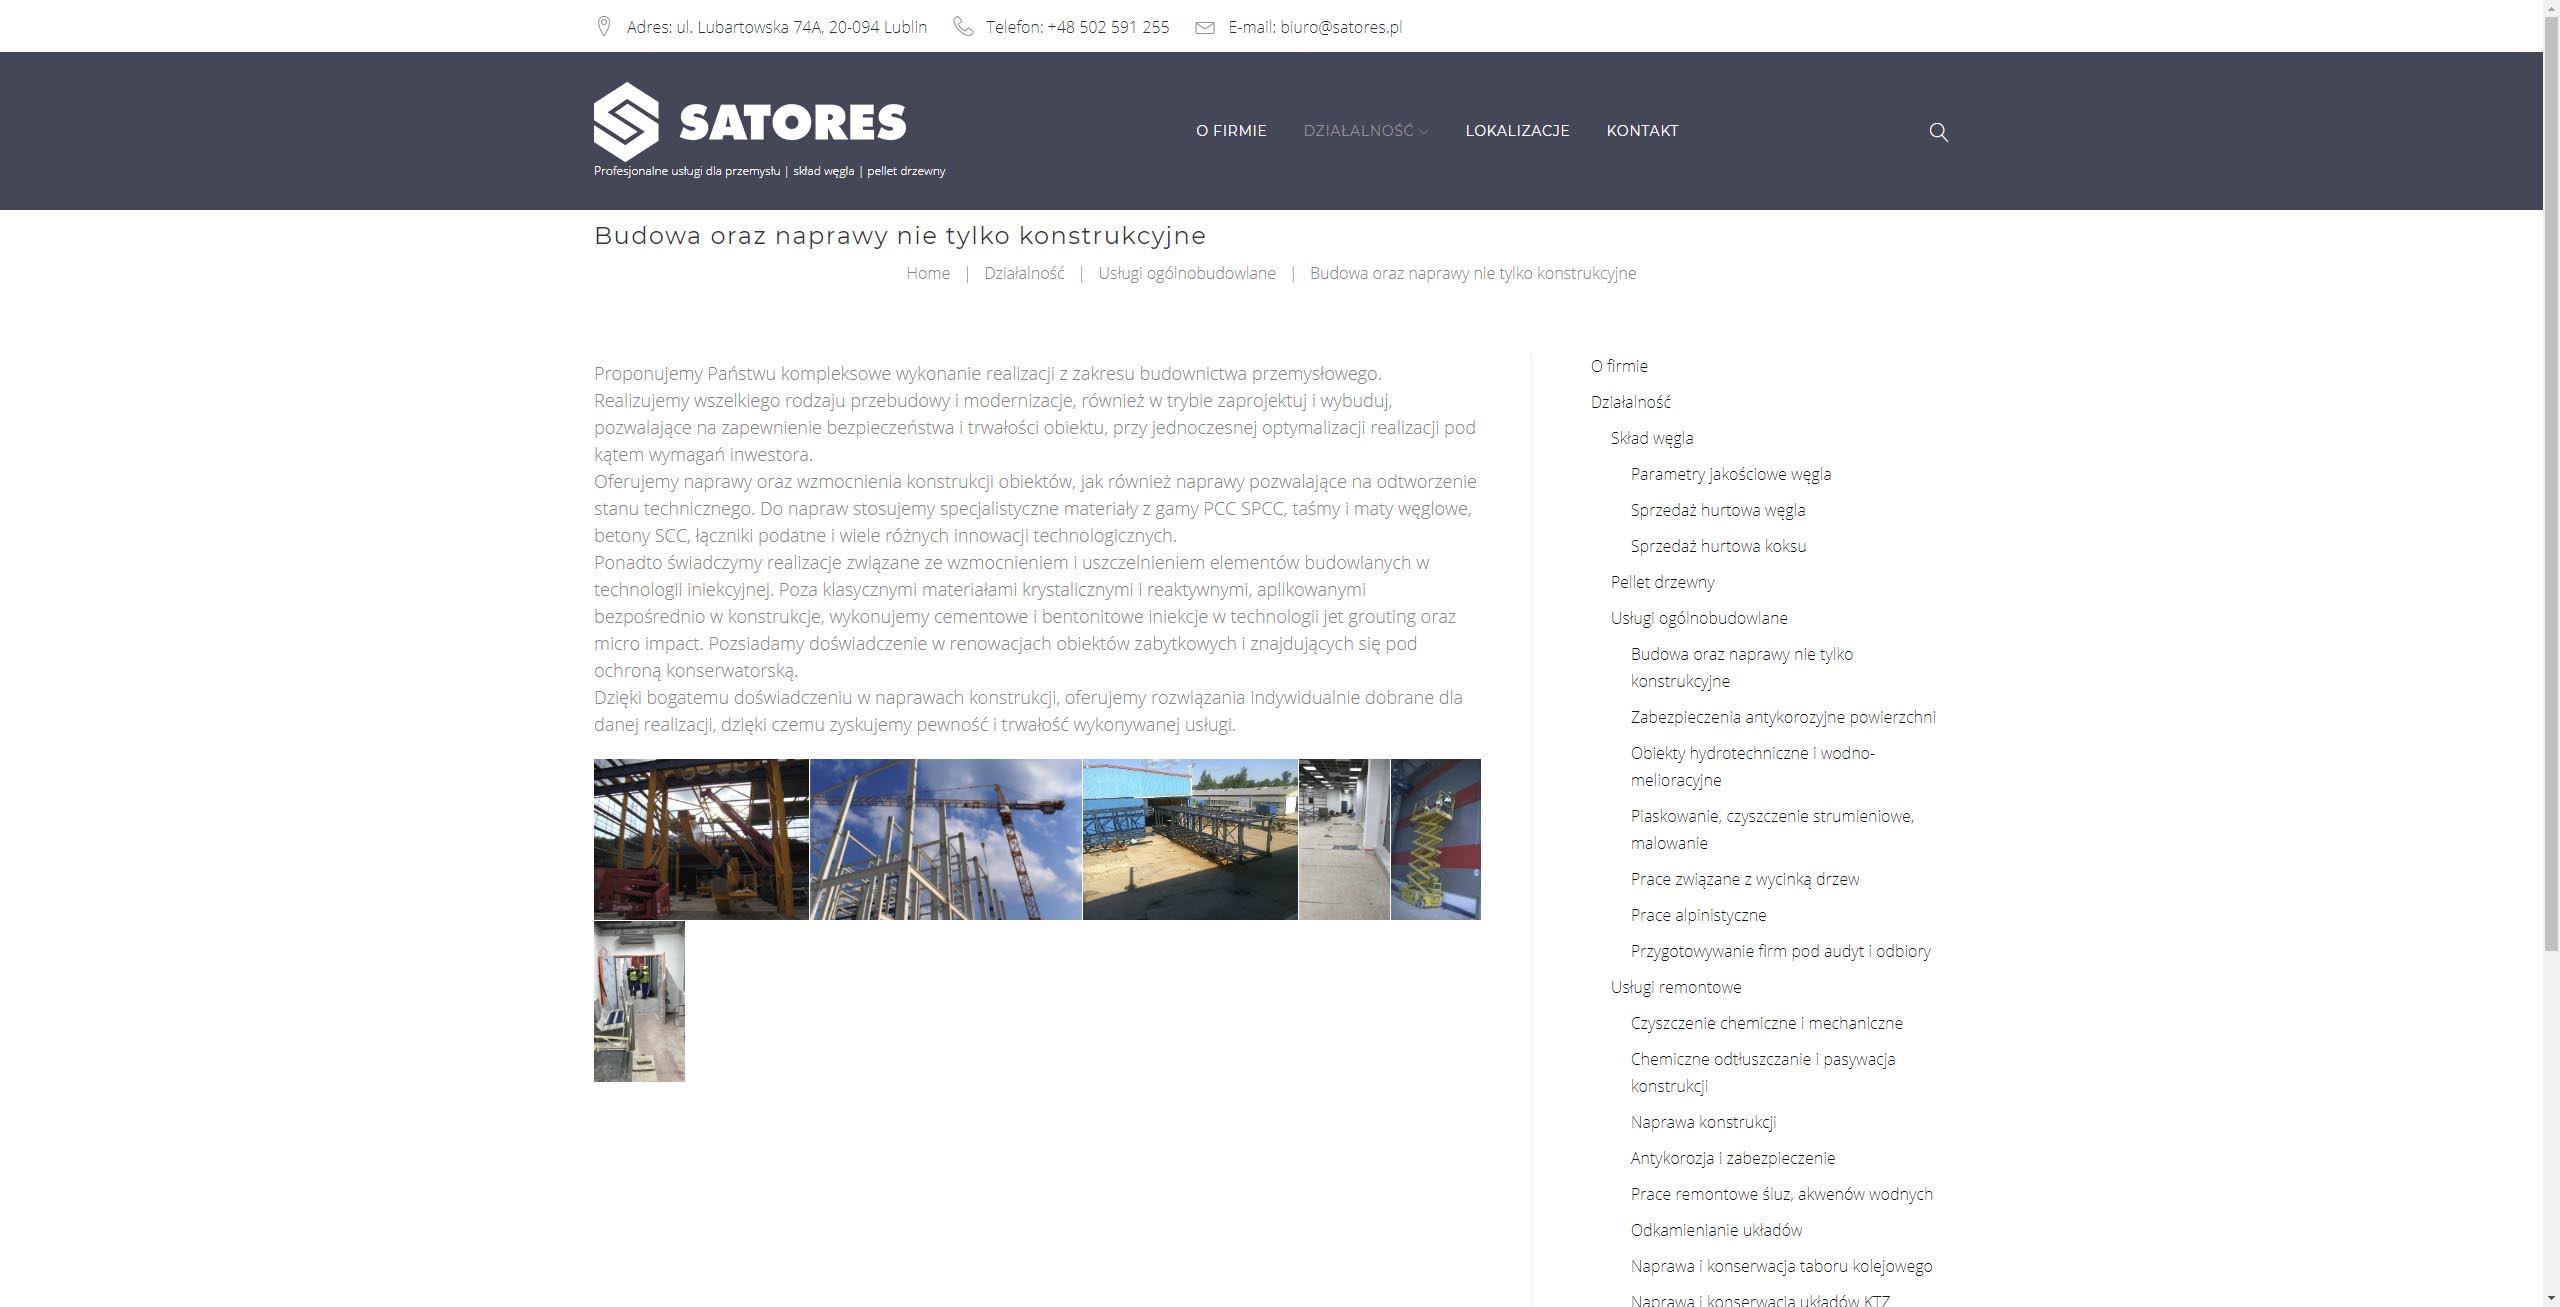 Adres: ul. Lubartowska 74A, 20-094 Lublin
Telefon: +48 502 591 255
E-mail: biuro@satores.pl
SATORES
Profesjonalne usługi dla przemysłu | skład węgla | pellet drzewny
O FIRMIE
DZIAŁALNOŚĆ
LOKALIZACJE
KONTAKT
Budowa oraz naprawy nie tylko konstrukcyjne
Home | Działalność | Usługi ogólnobudowlane | Budowa oraz naprawy nie tylko konstrukcyjne
Proponujemy Państwu kompleksowe wykonanie realizacji z zakresu budownictwa przemysłowego.
Realizujemy wszelkiego rodzaju przebudowy i modernizacje, również w trybie zaprojektuj i wybuduj,
pozwalające na zapewnienie bezpieczeństwa i trwałości obiektu, przy jednoczesnej optymalizacji realizacji pod
kątem wymagań inwestora.
Oferujemy naprawy oraz wzmocnienia konstrukcji obiektów, jak również naprawy pozwalające na odtworzenie
stanu technicznego. Do napraw stosujemy specjalistyczne materiały z gamy PCC SPCC, taśmy i maty węglowe,
betony SCC, łączniki podatne i wiele różnych innowacji technologicznych.
Ponadto świadczymy realizacje związane ze wzmocnieniem i uszczelnieniem elementów budowlanych w
technologii iniekcyjnej. Poza klasycznymi materiałami krystalicznymi i reaktywnymi, aplikowanymi
bezpośrednio w konstrukcje, wykonujemy cementowe i bentonitowe iniekcje w technologii jet grouting oraz
micro impact. Pozsiadamy doświadczenie w renowacjach obiektów zabytkowych i znajdujących się pod
ochroną konserwatorską.
Dzięki bogatemu doświadczeniu w naprawach konstrukcji, oferujemy rozwiązania indywidualnie dobrane dla
danej realizacji, dzięki czemu zyskujemy pewność i trwałość wykonywanej usługi.
O firmie
Działalność
Skład węgla
Parametry jakościowe węgla
Sprzedaż hurtowa węgla
Sprzedaż hurtowa koksu
Pellet drzewny
Usługi ogólnobudowlane
Budowa oraz naprawy nie tylko
konstrukcyjne
Zabezpieczenia antykorozyjne powierzchni
Obiekty hydrotechniczne i wodno-
melioracyjne
Piaskowanie, czyszczenie strumieniowe,
malowanie
Prace związane z wycinką drzew
Prace alpinistyczne
Przygotowywanie firm pod audyt i odbiory
Usługi remontowe
Czyszczenie chemiczne i mechaniczne
Chemiczne odtłuszczanie i pasywacja
konstrukcji
Naprawa konstrukcji
Antykorozja i zabezpieczenie
Prace remontowe śluz, akwenów wodnych
Odkamienianie układów
Naprawa i konserwacja taboru kolejowego
Naprawa i konserwacja układów KTZ